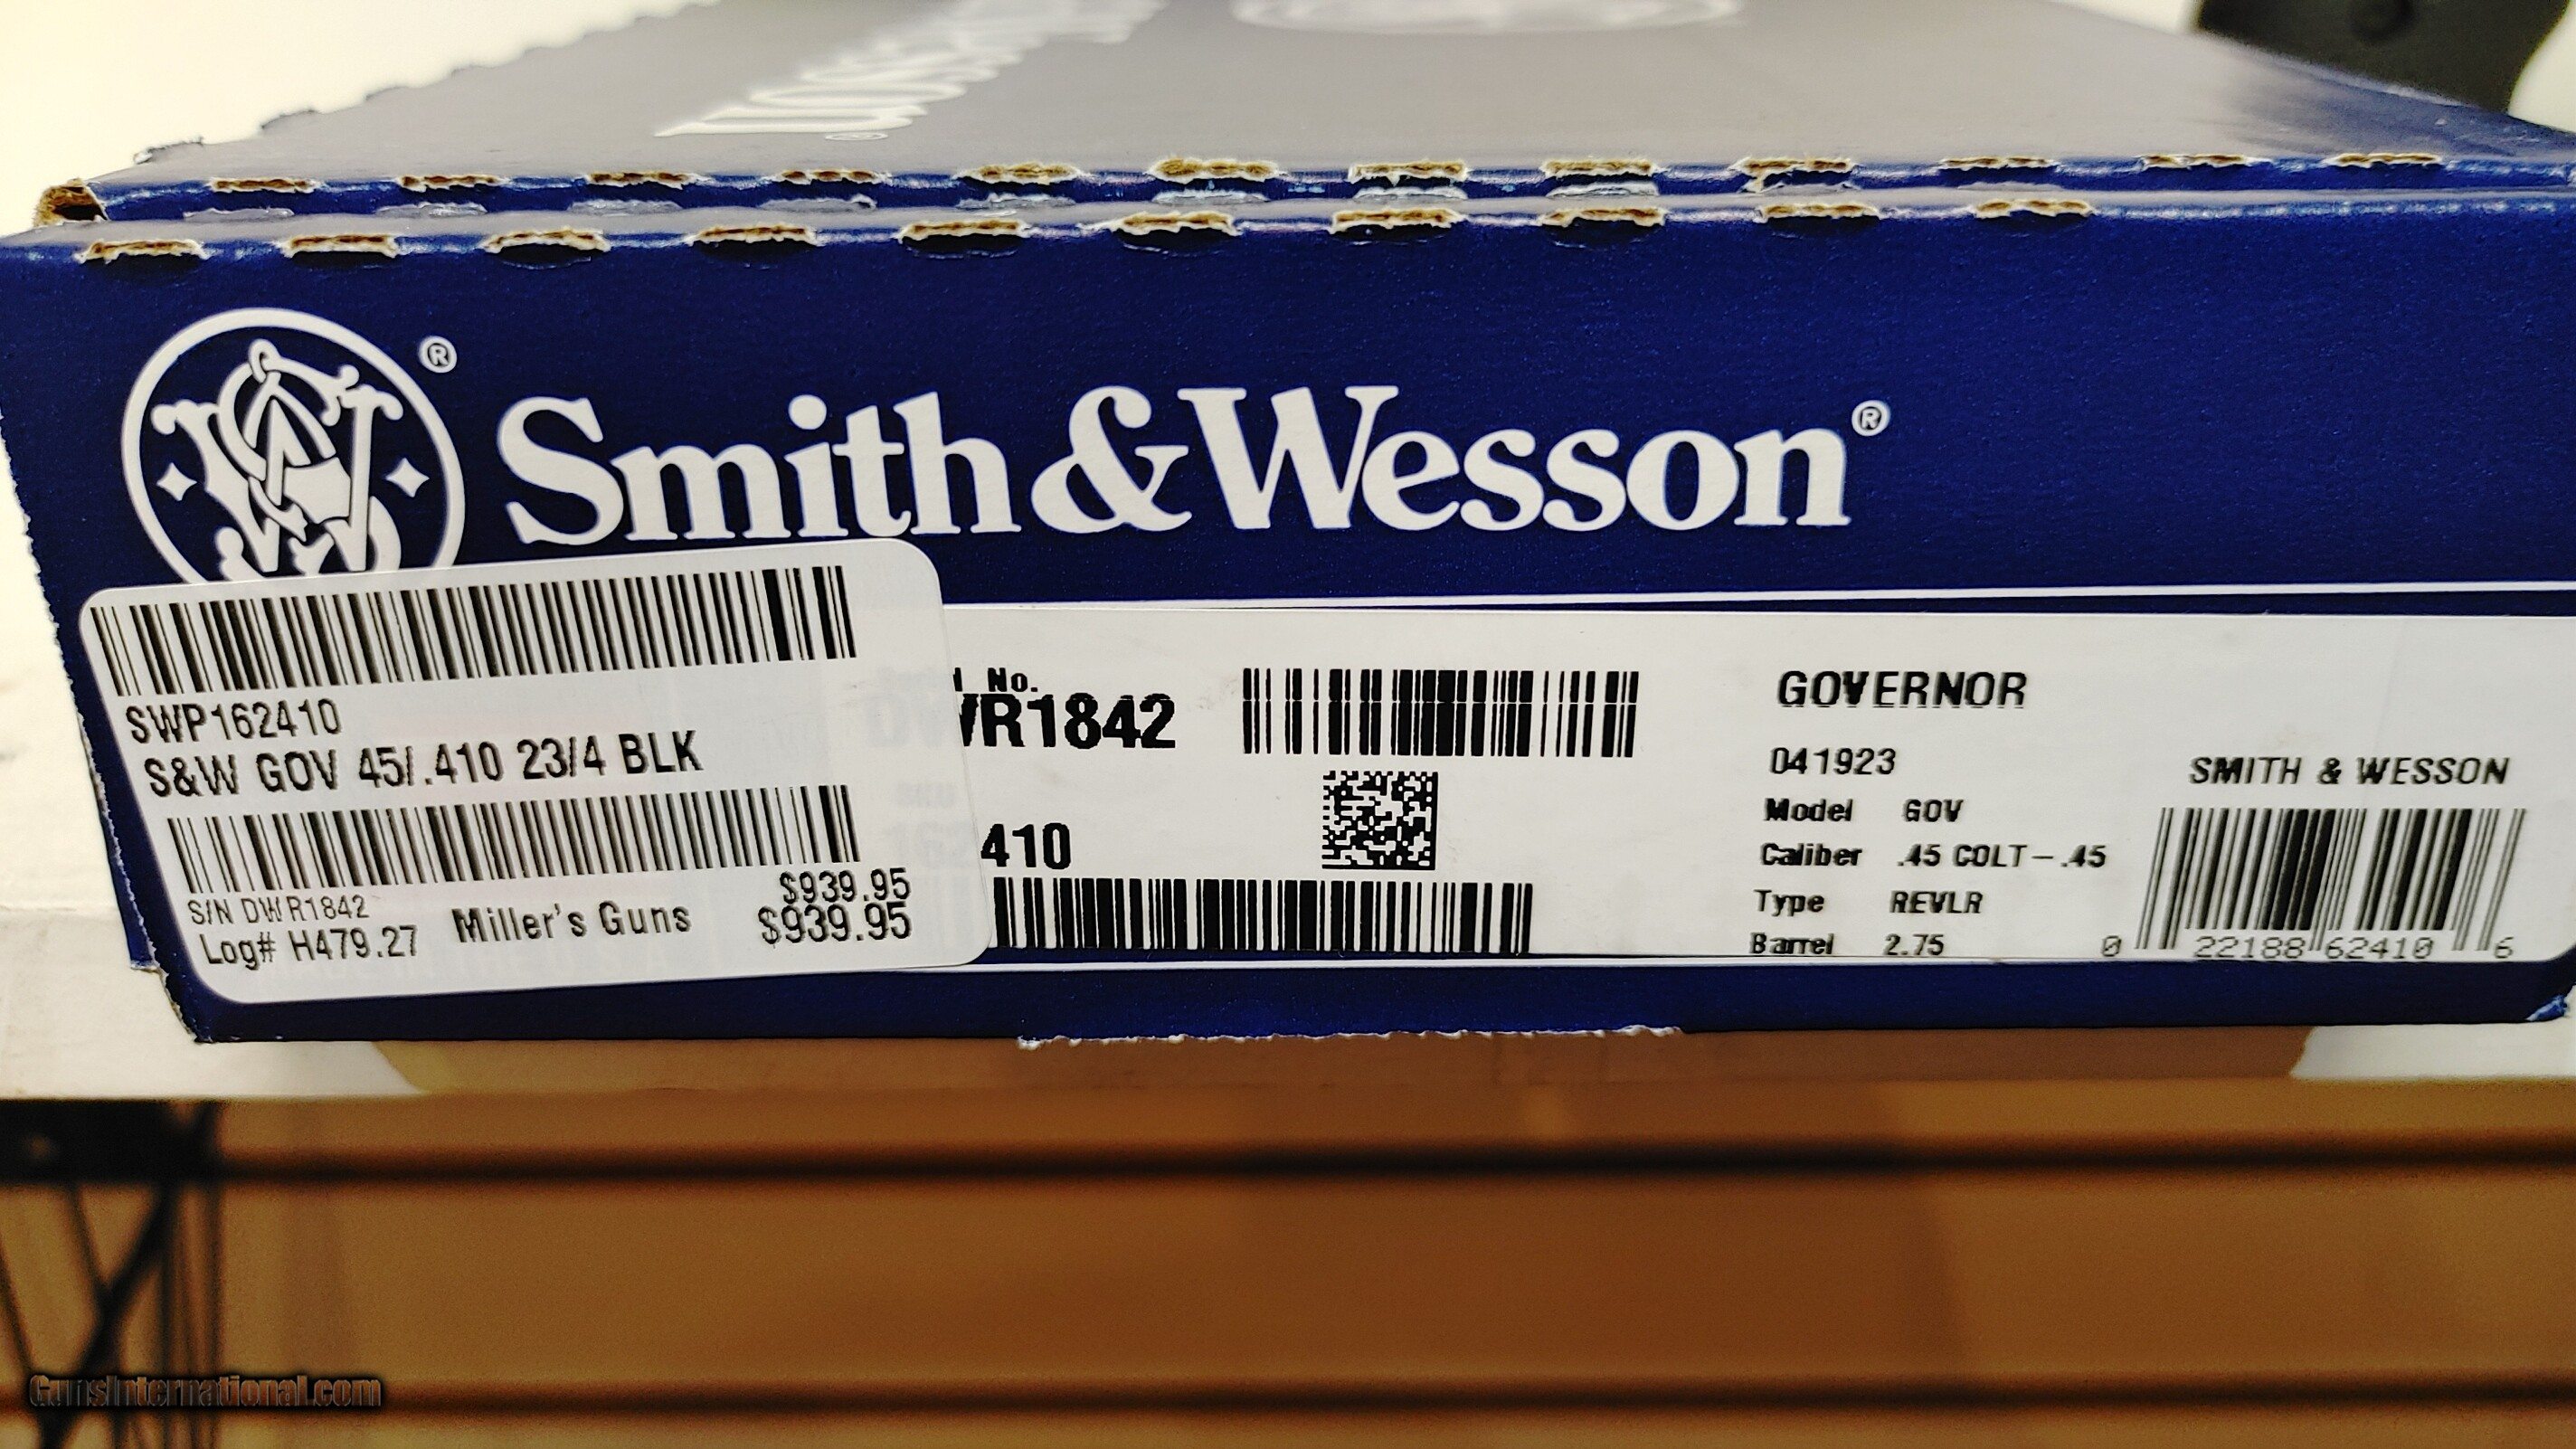 Smith & Wesson®
SWP162410
S&W GOV 45/.410 23/4 BLK
$939.95
S/N DWR1842
$939.95
Log# H479.27
Miller's Guns
No.
WR1842
410
GOVERNOR
041923
Model GOV
Caliber .45 COLT - .45
Type REVLR
Barrel 2.75
SMITH & WESSON
0 22188 62410 6
GunsInternational.com